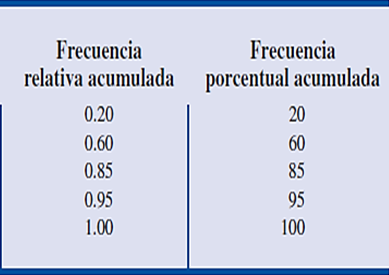 Frecuencia Frecuencia
relativa acumulada porcentual acumulada
0.20 20
0.60 60
0.85 85
0.95 95
1.00 100